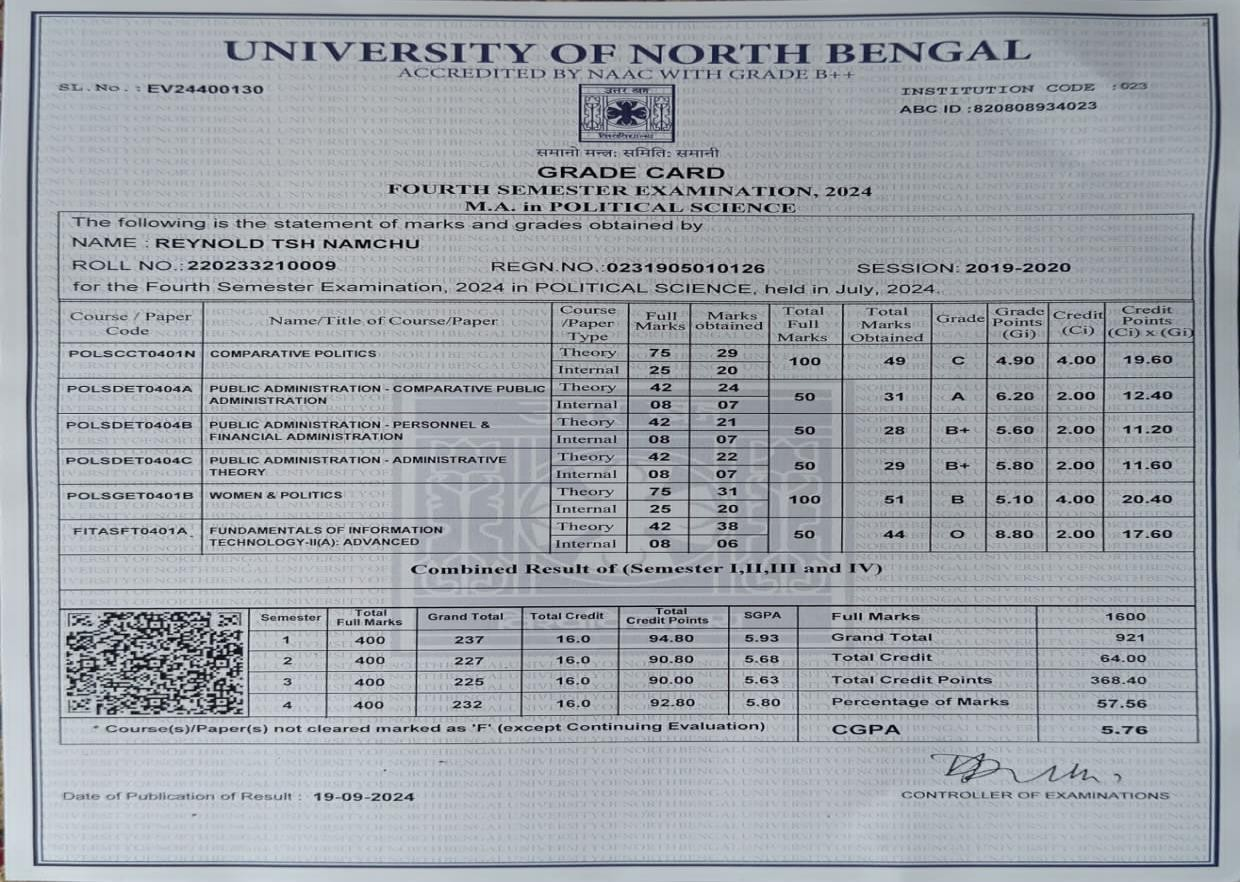 UNIVERSITY OF NORTH BENGAL
ACCREDITED BY NAAC WITH GRADE B++
SL. No. : EV24400130
INSTITUTION CODE : 023
ABC ID : 820808934023
समानो मन्त्र: समिति: समानी
GRADE CARD
FOURTH SEMESTER EXAMINATION, 2024
M.A. in POLITICAL SCIENCE
The following is the statement of marks and grades obtained by
NAME : REYNOLD TSH NAMCHU
ROLL NO.: 220233210009 REGN.NO.:0231905010126 SESSION: 2019-2020
for the Fourth Semester Examination, 2024 in POLITICAL SCIENCE, held in July, 2024.
Course / Paper Code Name/Title of Course/Paper Course /Paper Type Full Marks Marks obtained Total Full Marks Total Marks Obtained Grade Grade Points (Gi) Credit (Ci) Credit Points (Ci) x (Gi)
POLSCCT0401N COMPARATIVE POLITICS Theory 75 29 100 49 C 4.90 4.00 19.60
Internal 25 20
POLSDET0404A PUBLIC ADMINISTRATION - COMPARATIVE PUBLIC Theory 42 24 50 31 A 6.20 2.00 12.40
ADMINISTRATION Internal 08 07
POLSDET0404B PUBLIC ADMINISTRATION - PERSONNEL & Theory 42 21 50 28 B+ 5.60 2.00 11.20
FINANCIAL ADMINISTRATION Internal 08 07
POLSDET0404C PUBLIC ADMINISTRATION - ADMINISTRATIVE Theory 42 22 50 29 B+ 5.80 2.00 11.60
THEORY Internal 08 07
POLSGET0401B WOMEN & POLITICS Theory 75 31 100 51 B 5.10 4.00 20.40
Internal 25 20
FITASFT0401A FUNDAMENTALS OF INFORMATION Theory 42 38 50 44 O 8.80 2.00 17.60
TECHNOLOGY-II(A): ADVANCED Internal 08 06
Combined Result of (Semester I,II,III and IV)
Semester Total Full Marks Grand Total Total Credit Total Credit Points SGPA Full Marks 1600
1 400 237 16.0 94.80 5.93 Grand Total 921
2 400 227 16.0 90.80 5.68 Total Credit 64.00
3 400 225 16.0 90.00 5.63 Total Credit Points 368.40
4 400 232 16.0 92.80 5.80 Percentage of Marks 57.56
* Course(s)/Paper(s) not cleared marked as 'F' (except Continuing Evaluation) CGPA 5.76
Date of Publication of Result : 19-09-2024
CONTROLLER OF EXAMINATIONS